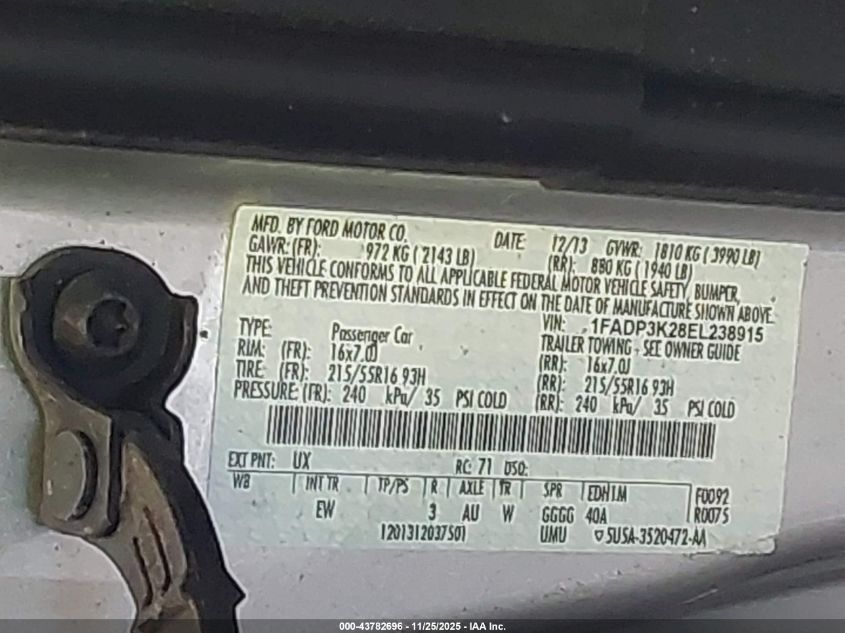 MFD. BY FORD MOTOR CO. DATE: 12/13 GVWR: 1810 KG ( 3990 LB)
GAWR: (FR): 972 KG ( 2143 LB) (RR): 880 KG ( 1940 LB)
THIS VEHICLE CONFORMS TO ALL APPLICABLE FEDERAL MOTOR VEHICLE SAFETY, BUMPER,
AND THEFT PREVENTION STANDARDS IN EFFECT ON THE DATE OF MANUFACTURE SHOWN ABOVE.
VIN: 1FADP3K28EL238915
TYPE: Passenger Car TRAILER TOWING - SEE OWNER GUIDE
RIM: (FR): 16x7.0J (RR): 16x7.0J
TIRE: (FR): 215/55R16 93H (RR): 215/55R16 93H
PRESSURE: (FR): 240 kPa/ 35 PSI COLD (RR): 240 kPa/ 35 PSI COLD
EXT PNT: UX RC: 71 DSO:
WB INT TR TP/PS R AXLE TR SPR EDHIM F0092
EW 3 AU W GGGG 40A R0075
1201312037501 UMU 5USA-3520472-AA
000-43782696 - 11/25/2025 - IAA Inc.